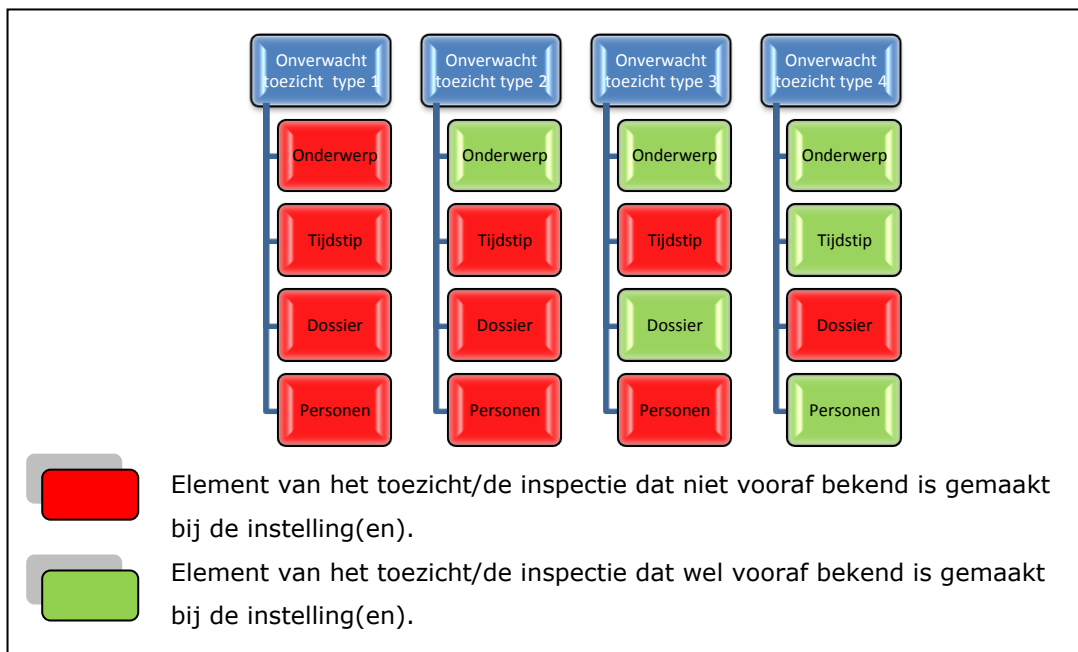 Onverwacht
toezicht type 1
Onverwacht
toezicht type 2
Onverwacht
toezicht type 3
Onverwacht
toezicht type 4
Onderwerp
Onderwerp
Onderwerp
Onderwerp
Tijdstip
Tijdstip
Tijdstip
Tijdstip
Dossier
Dossier
Dossier
Dossier
Personen
Personen
Personen
Personen
Element van het toezicht/de inspectie dat niet vooraf bekend is gemaakt
bij de instelling(en).
Element van het toezicht/de inspectie dat wel vooraf bekend is gemaakt
bij de instelling(en).